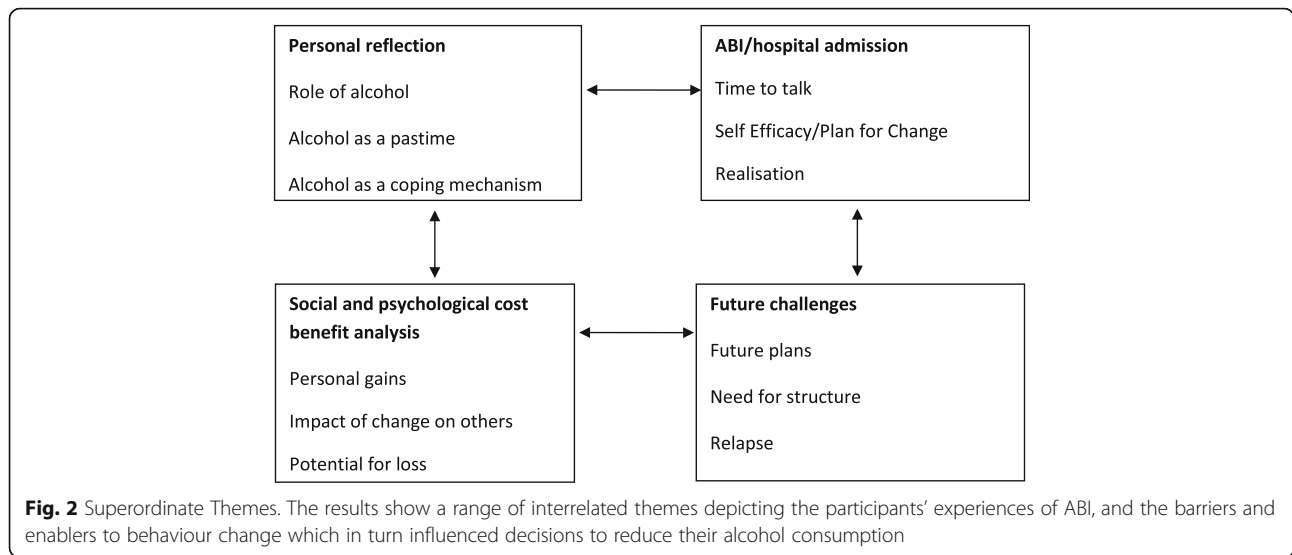 Personal reflection
Role of alcohol
Alcohol as a pastime
Alcohol as a coping mechanism
ABI/hospital admission
Time to talk
Self Efficacy/Plan for Change
Realisation
Social and psychological cost
benefit analysis
Personal gains
Impact of change on others
Potential for loss
Future challenges
Future plans
Need for structure
Relapse
Fig. 2 Superordinate Themes. The results show a range of interrelated themes depicting the participants’ experiences of ABI, and the barriers and
enablers to behaviour change which in turn influenced decisions to reduce their alcohol consumption